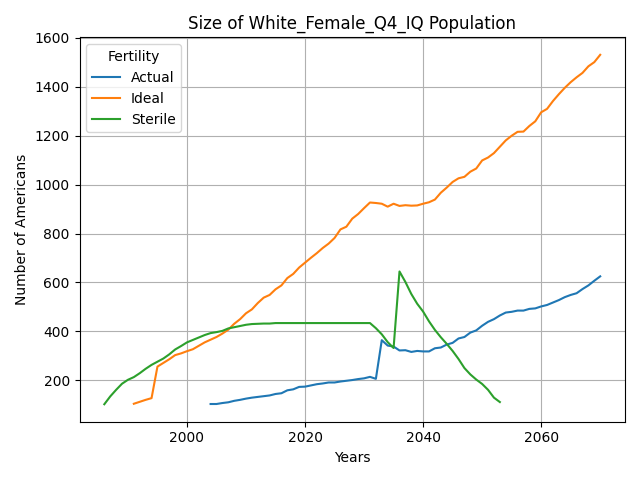 Size of White_Female_Q4_IQ Population
Fertility
Actual
Ideal
Sterile
Number of Americans
1600
1400
1200
1000
800
600
400
200
2000
2020
2040
2060
Years